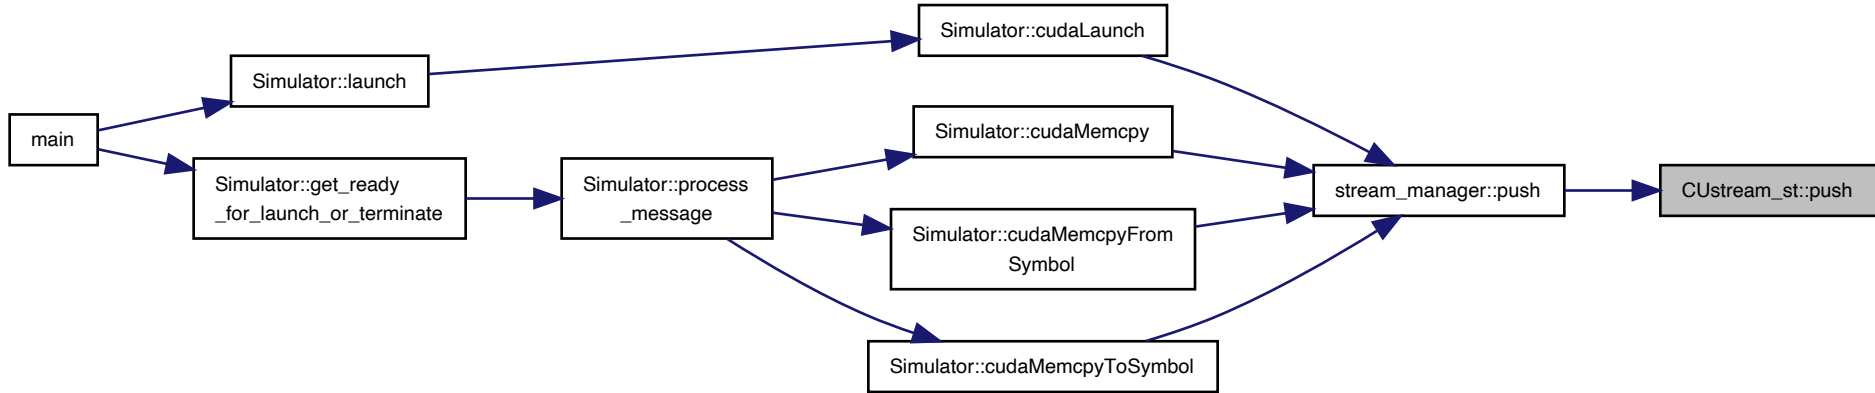 main
Simulator::launch
Simulator::get_ready
_for_launch_or_terminate
Simulator::process
_message
Simulator::cudaLaunch
Simulator::cudaMemcpy
Simulator::cudaMemcpyFrom
Symbol
Simulator::cudaMemcpyToSymbol
stream_manager::push
CUstream_st::push